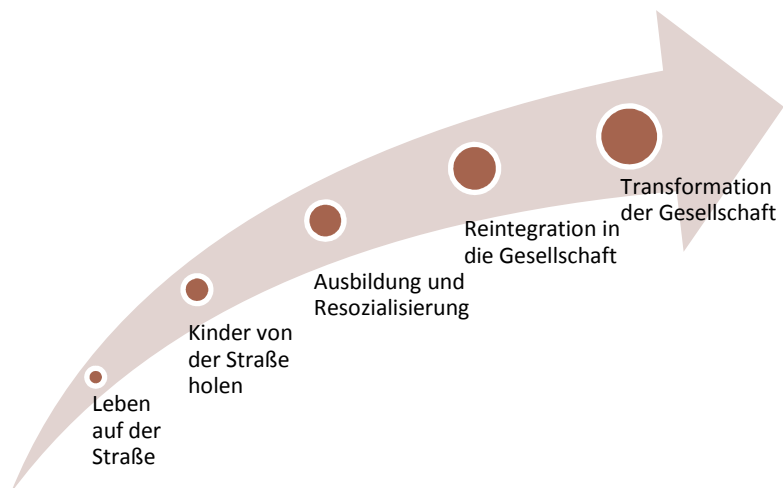 Leben
auf der
Straße
Kinder von
der Straße
holen
Ausbildung und
Resozialisierung
Reintegration in
die Gesellschaft
Transformation
der Gesellschaft